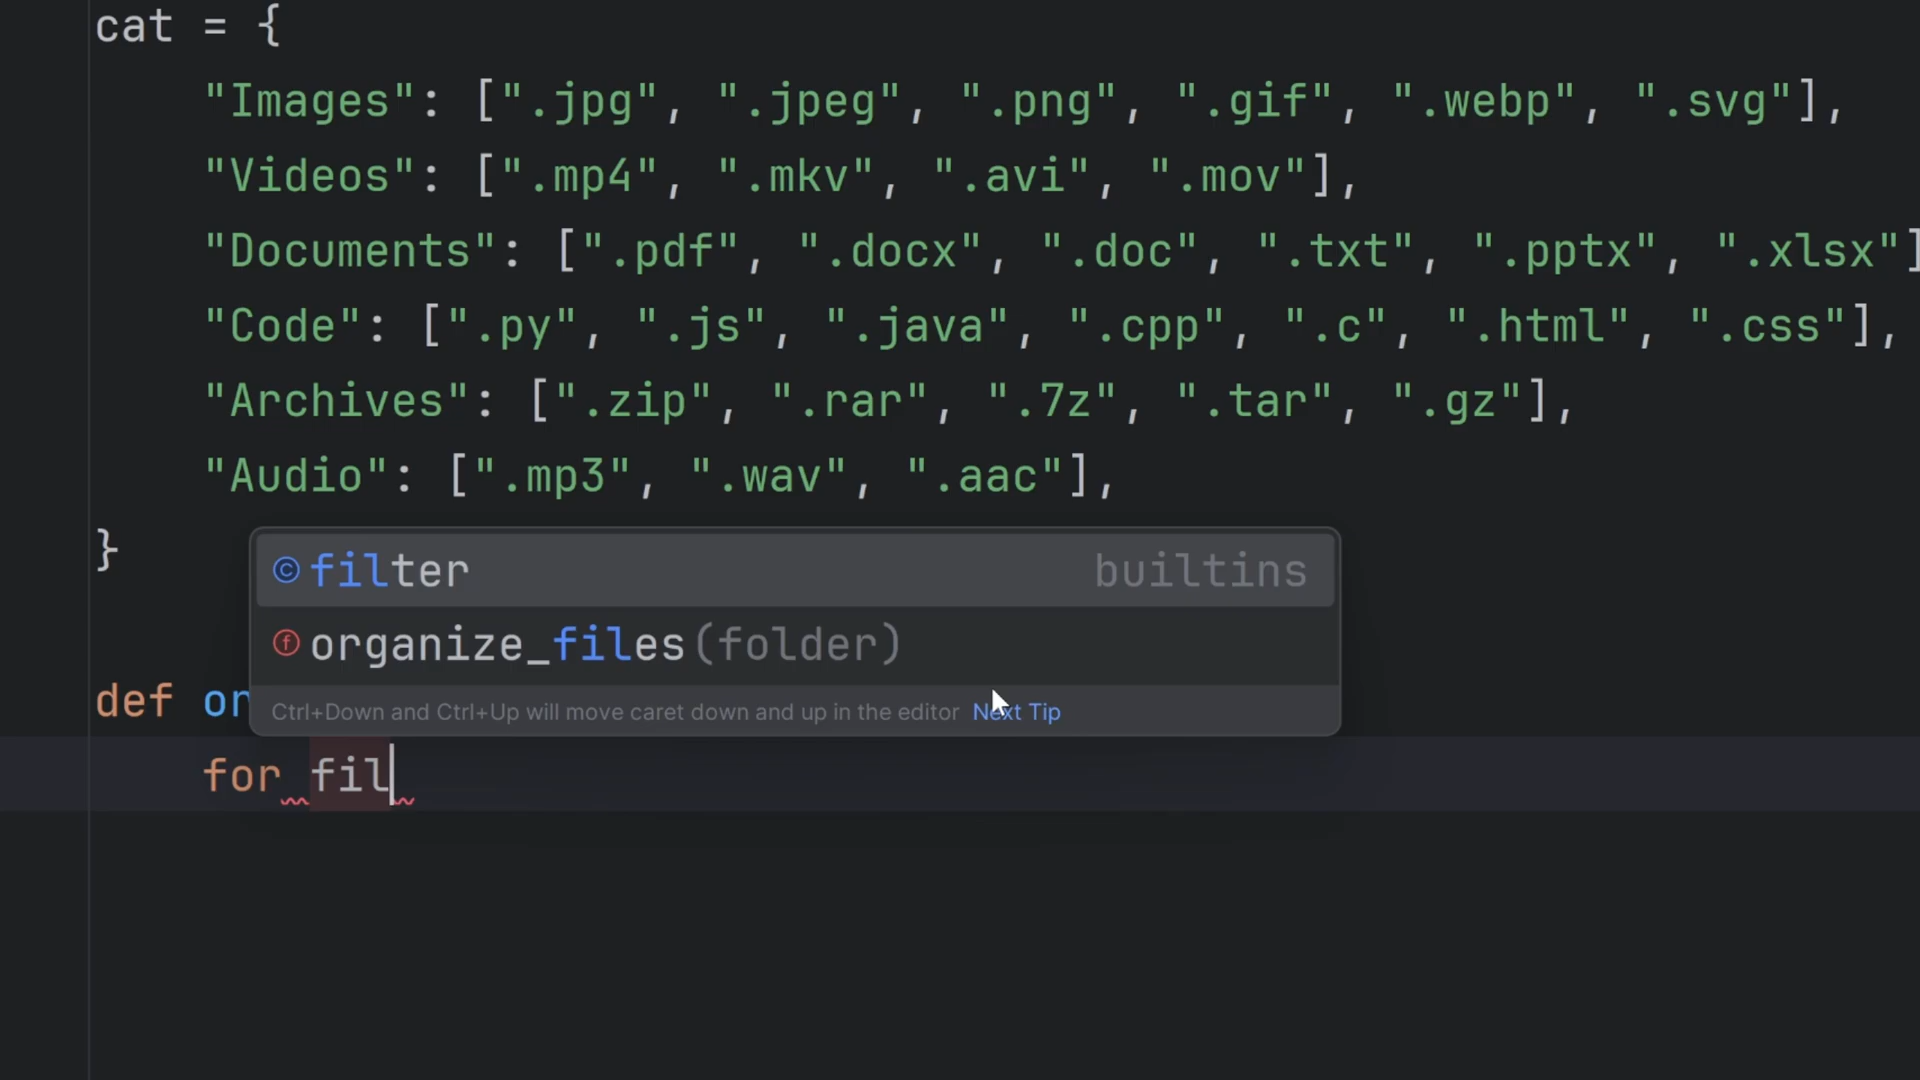 cat = {
"Images": [".jpg", ".jpeg", ".png", ".gif", ".webp", ".svg"],
"Videos": [".mp4", ".mkv", ".avi", ".mov"],
"Documents": [".pdf", ".docx", ".doc", ".txt", ".pptx", ".xlsx"]
"Code": [".py", ".js", ".java", ".cpp", ".c", ".html", ".css"],
"Archives": [".zip", ".rar", ".7z", ".tar", ".gz"],
"Audio": [".mp3", ".wav", ".aac"],
}
filter builtins
organize_files(folder)
Ctrl+Down and Ctrl+Up will move caret down and up in the editor Next Tip
def or
for fil